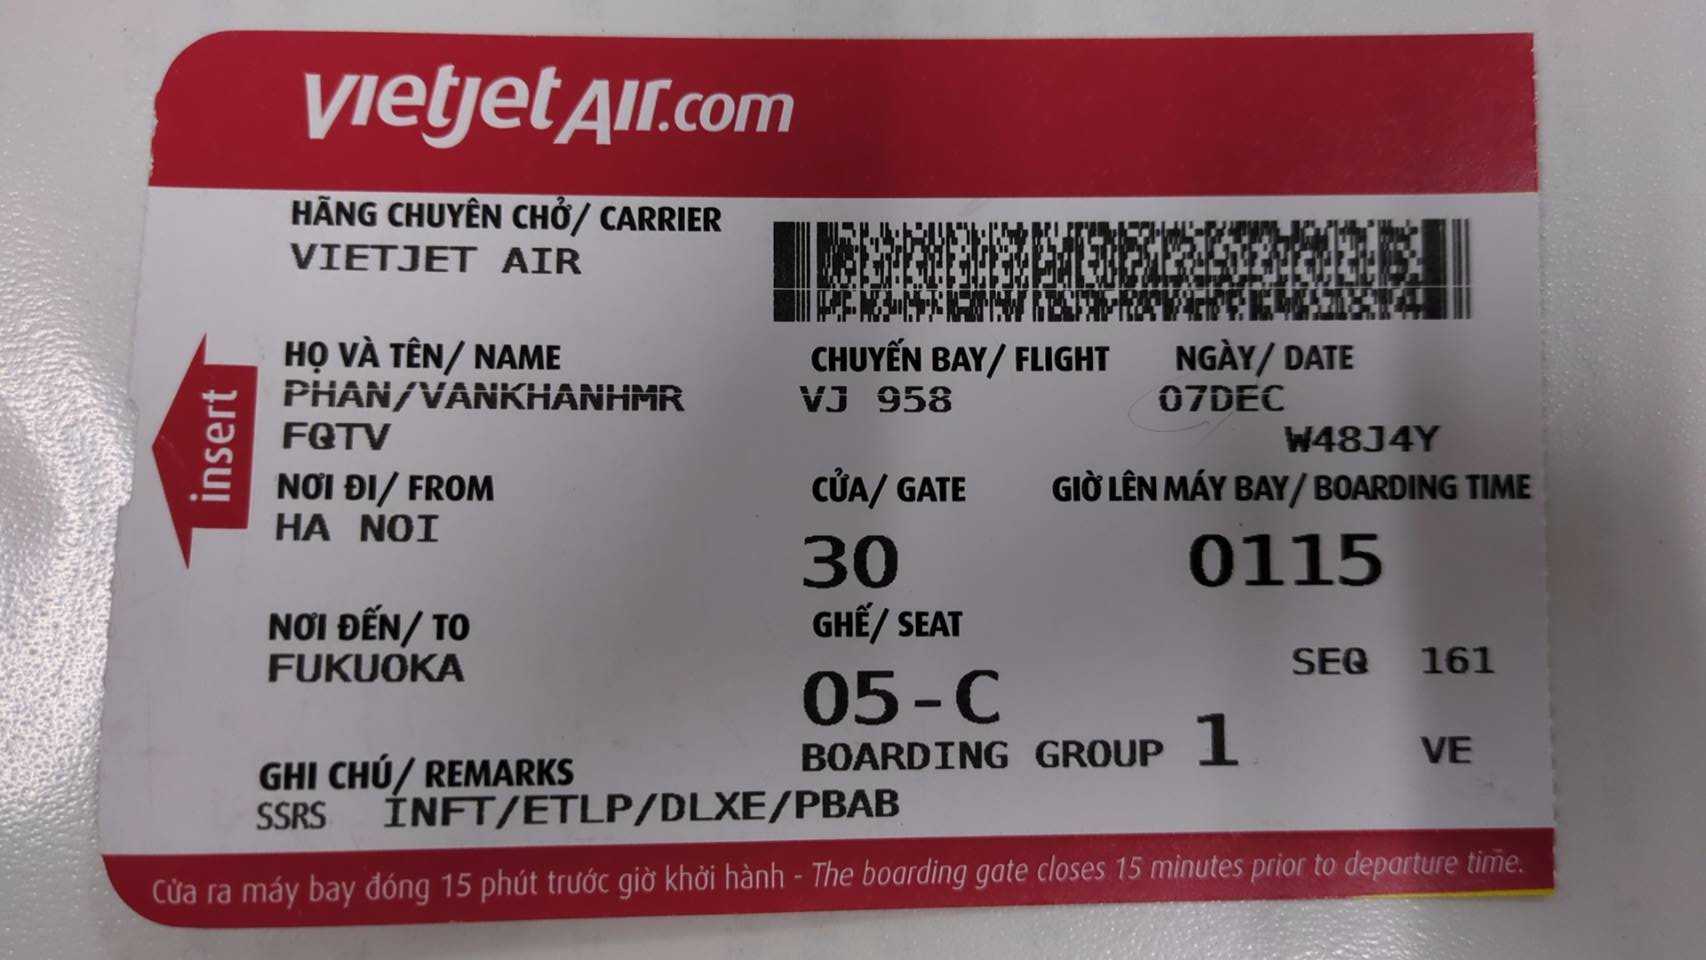 vietjetAir.com
HÃNG CHUYÊN CHỞ/ CARRIER
VIETJET AIR
HỌ VÀ TÊN/ NAME
PHAN/VANKHANHMR
FQTV
CHUYẾN BAY/ FLIGHT
VJ 958
NGÀY/ DATE
07DEC
W48J4Y
insert
NƠI ĐI/ FROM
HA NOI
CỬA/ GATE
30
GIỜ LÊN MÁY BAY/ BOARDING TIME
0115
NƠI ĐẾN/ TO
FUKUOKA
GHẾ/ SEAT
05-C
SEQ 161
BOARDING GROUP 1
VE
GHI CHÚ/ REMARKS
SSRS INFT/ETLP/DLXE/PBAB
Cửa ra máy bay đóng 15 phút trước giờ khởi hành - The boarding gate closes 15 minutes prior to departure time.